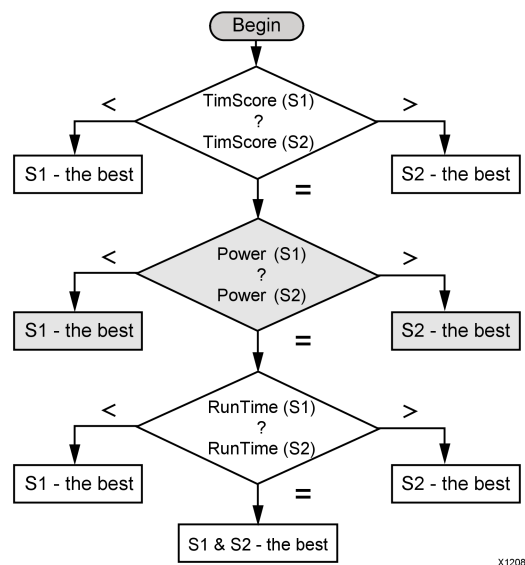 Begin
< TimScore (S1) >
?
TimScore (S2)
S1 - the best S2 - the best
=
< Power (S1) >
?
Power (S2)
S1 - the best S2 - the best
=
< RunTime (S1) >
?
RunTime (S2)
S1 - the best S2 - the best
=
S1 & S2 - the best
X1208